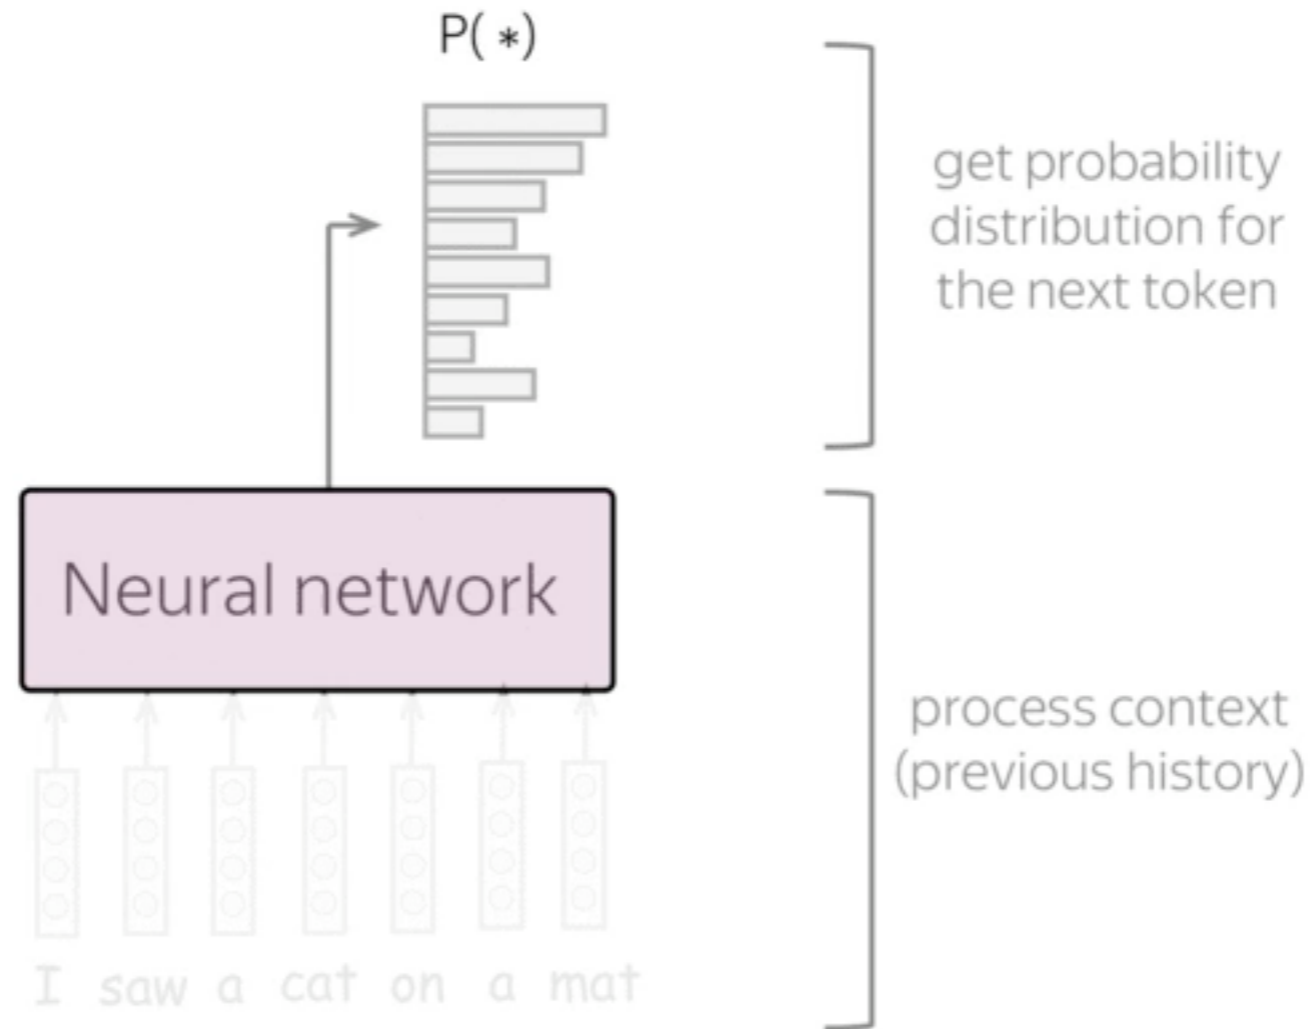 P( * )
get probability
distribution for
the next token
Neural network
process context
(previous history)
I saw a cat on a mat